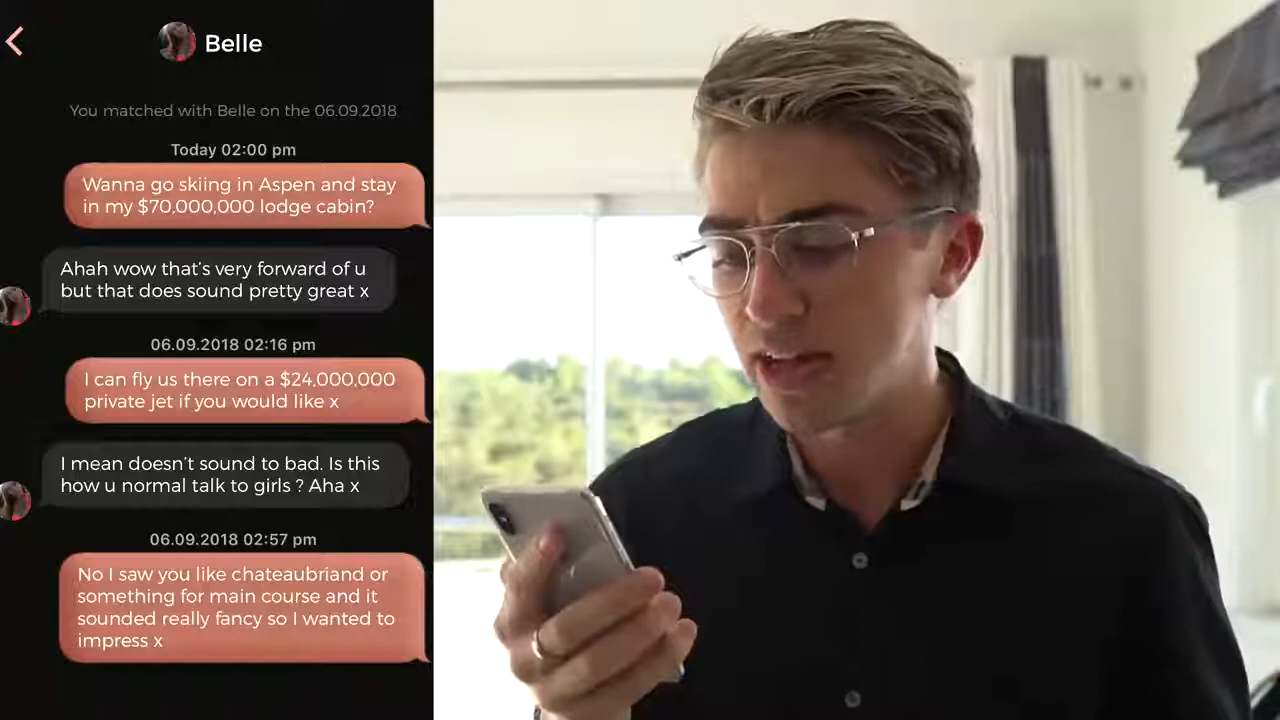 Belle
You matched with Belle on the 06.09.2018
Today 02:00 pm
Wanna go skiing in Aspen and stay
in my $70,000,000 lodge cabin?
Ahah wow that's very forward of u
but that does sound pretty great x
06.09.2018 02:16 pm
I can fly us there on a $24,000,000
private jet if you would like x
I mean doesn't sound to bad. Is this
how u normal talk to girls ? Aha x
06.09.2018 02:57 pm
No I saw you like chateaubriand or
something for main course and it
sounded really fancy so I wanted to
impress x